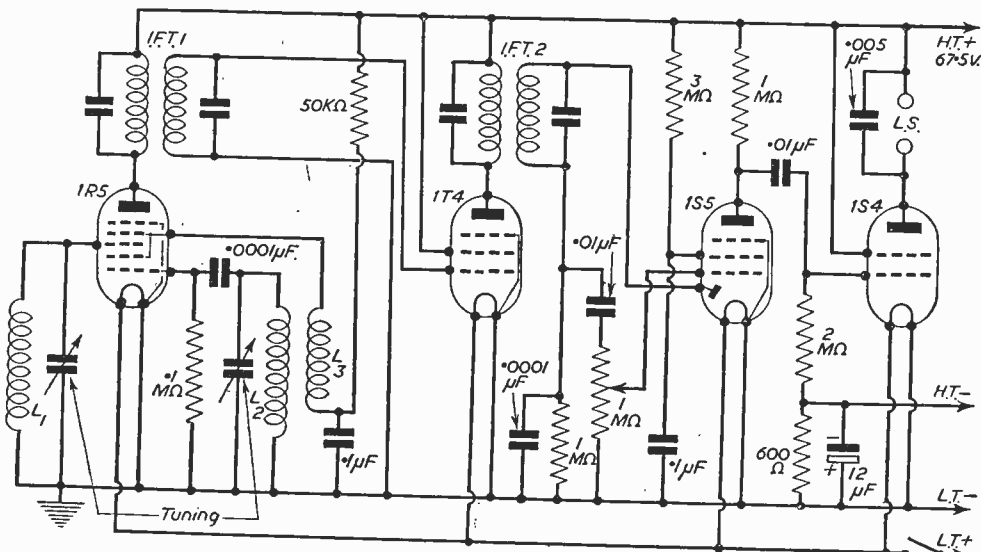 I.F.T.1
I.F.T.2
·005
µF
H.T.+
67·5V.
50KΩ
3
MΩ
1
MΩ
L.S.
·01µF
1R5
1T4
1S5
1S4
·0001µF
·01µF
L1
·1
MΩ
L2
L3
·0001
µF
1
MΩ
1
MΩ
2
MΩ
H.T.-
·1µF
·1µF
600
Ω
12
µF
Tuning
L.T.-
L.T.+